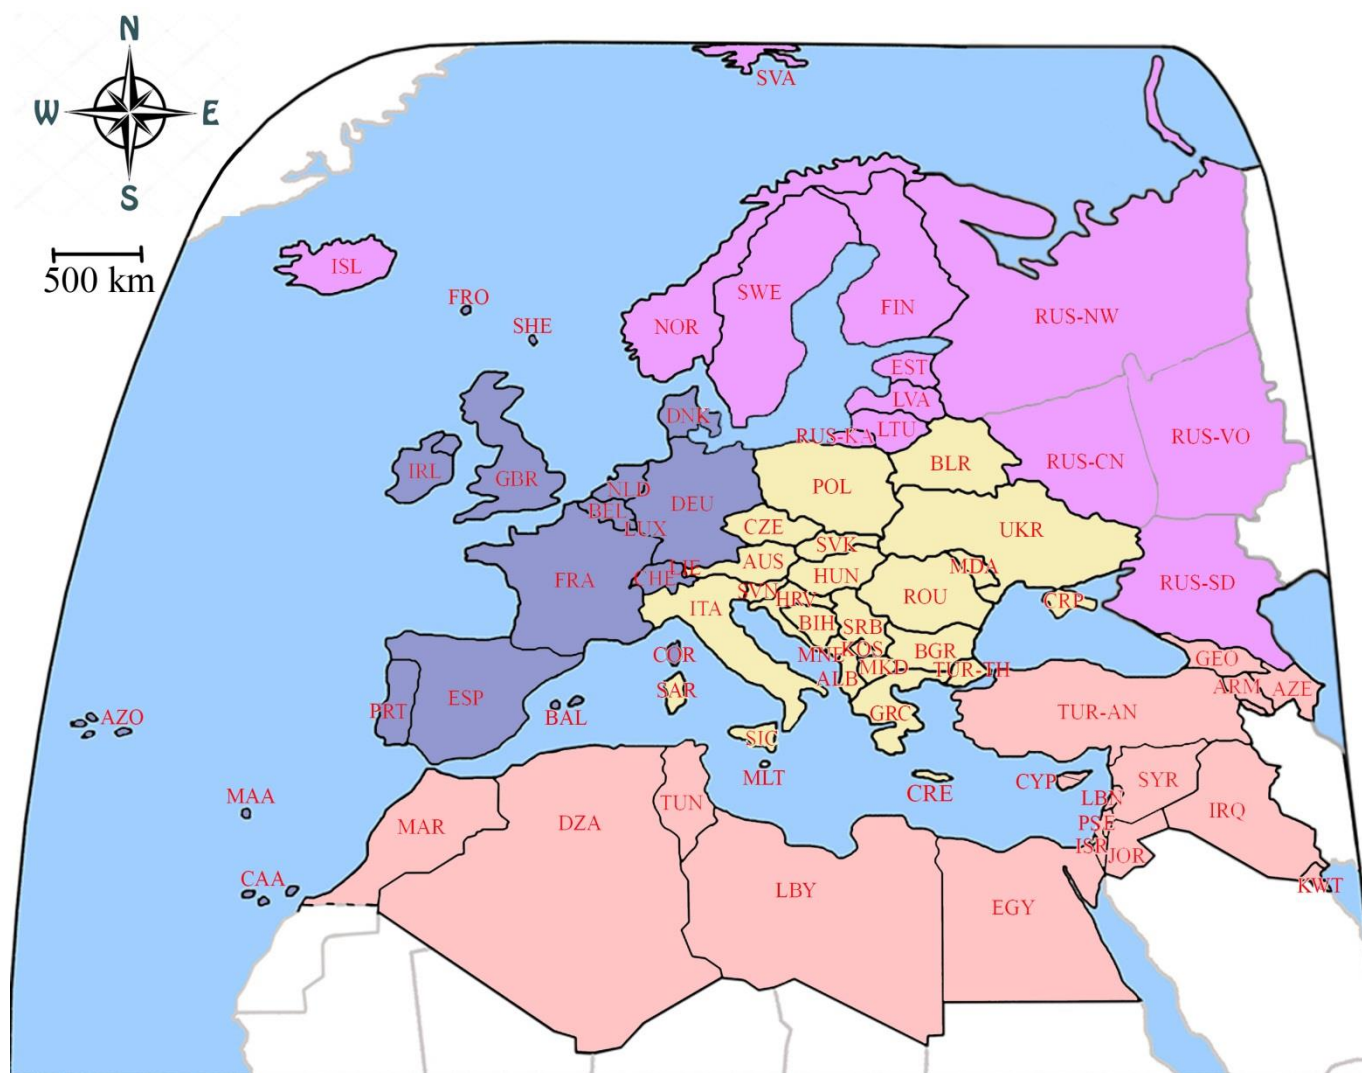 N
W
E
S
500 km
SVA
ISL
FRO
SHE
NOR
SWE
FIN
RUS-NW
EST
LVA
LTU
RUS-KA
DNK
RUS-VO
RUS-CN
BLR
IRL
GBR
NLD
DEU
POL
BEL
LUX
CZE
UKR
SVK
AUS
LIE
CHE
FRA
HUN
MDA
RUS-SD
SVN
HRV
ITA
ROU
CRP
BIH
SRB
KOS
MNE
BGR
COR
GEO
MKD
TUR-TH
ALB
SAR
ARM
AZE
PRT
ESP
AZO
BAL
GRC
TUR-AN
SIC
MLT
CYP
SYR
CRE
LBN
MAA
TUN
IRQ
MAR
DZA
PSE
ISR
JOR
CAA
LBY
KWT
EGY